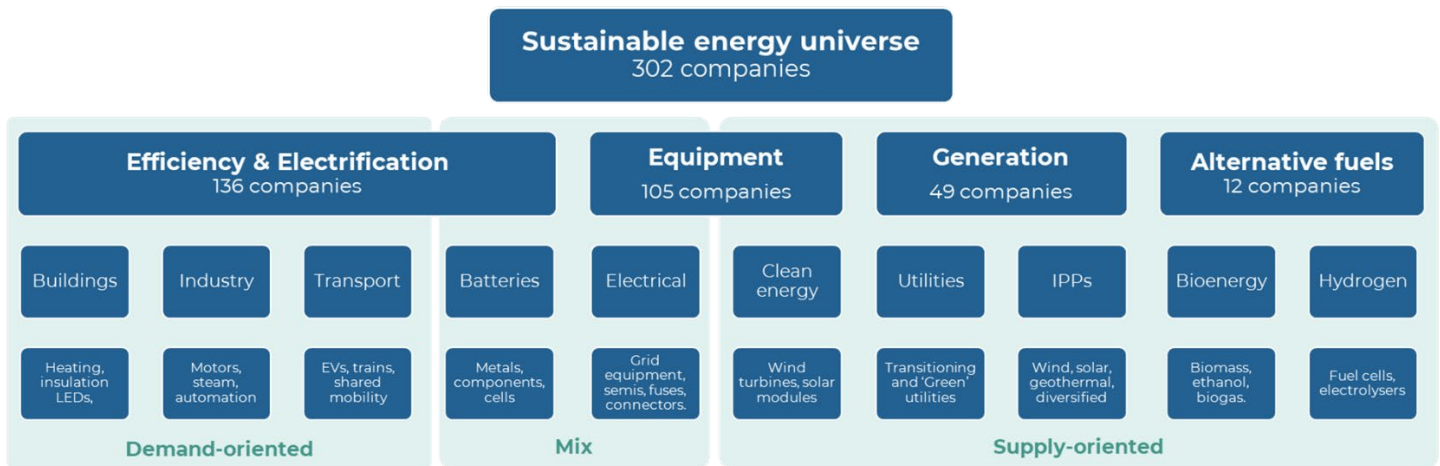 Sustainable energy universe
302 companies
Efficiency & Electrification
136 companies
Equipment
105 companies
Generation
49 companies
Alternative fuels
12 companies
Buildings
Industry
Transport
Batteries
Electrical
Clean
energy
Utilities
IPPs
Bioenergy
Hydrogen
Heating,
insulation
LEDs,
Motors,
steam,
automation
EVs, trains,
shared
mobility
Metals,
components,
cells
Grid
equipment,
semis, fuses,
connectors.
Wind
turbines, solar
modules
Transitioning
and ‘Green’
utilities
Wind, solar,
geothermal,
diversified
Biomass,
ethanol,
biogas.
Fuel cells,
electrolysers
Demand-oriented
Mix
Supply-oriented